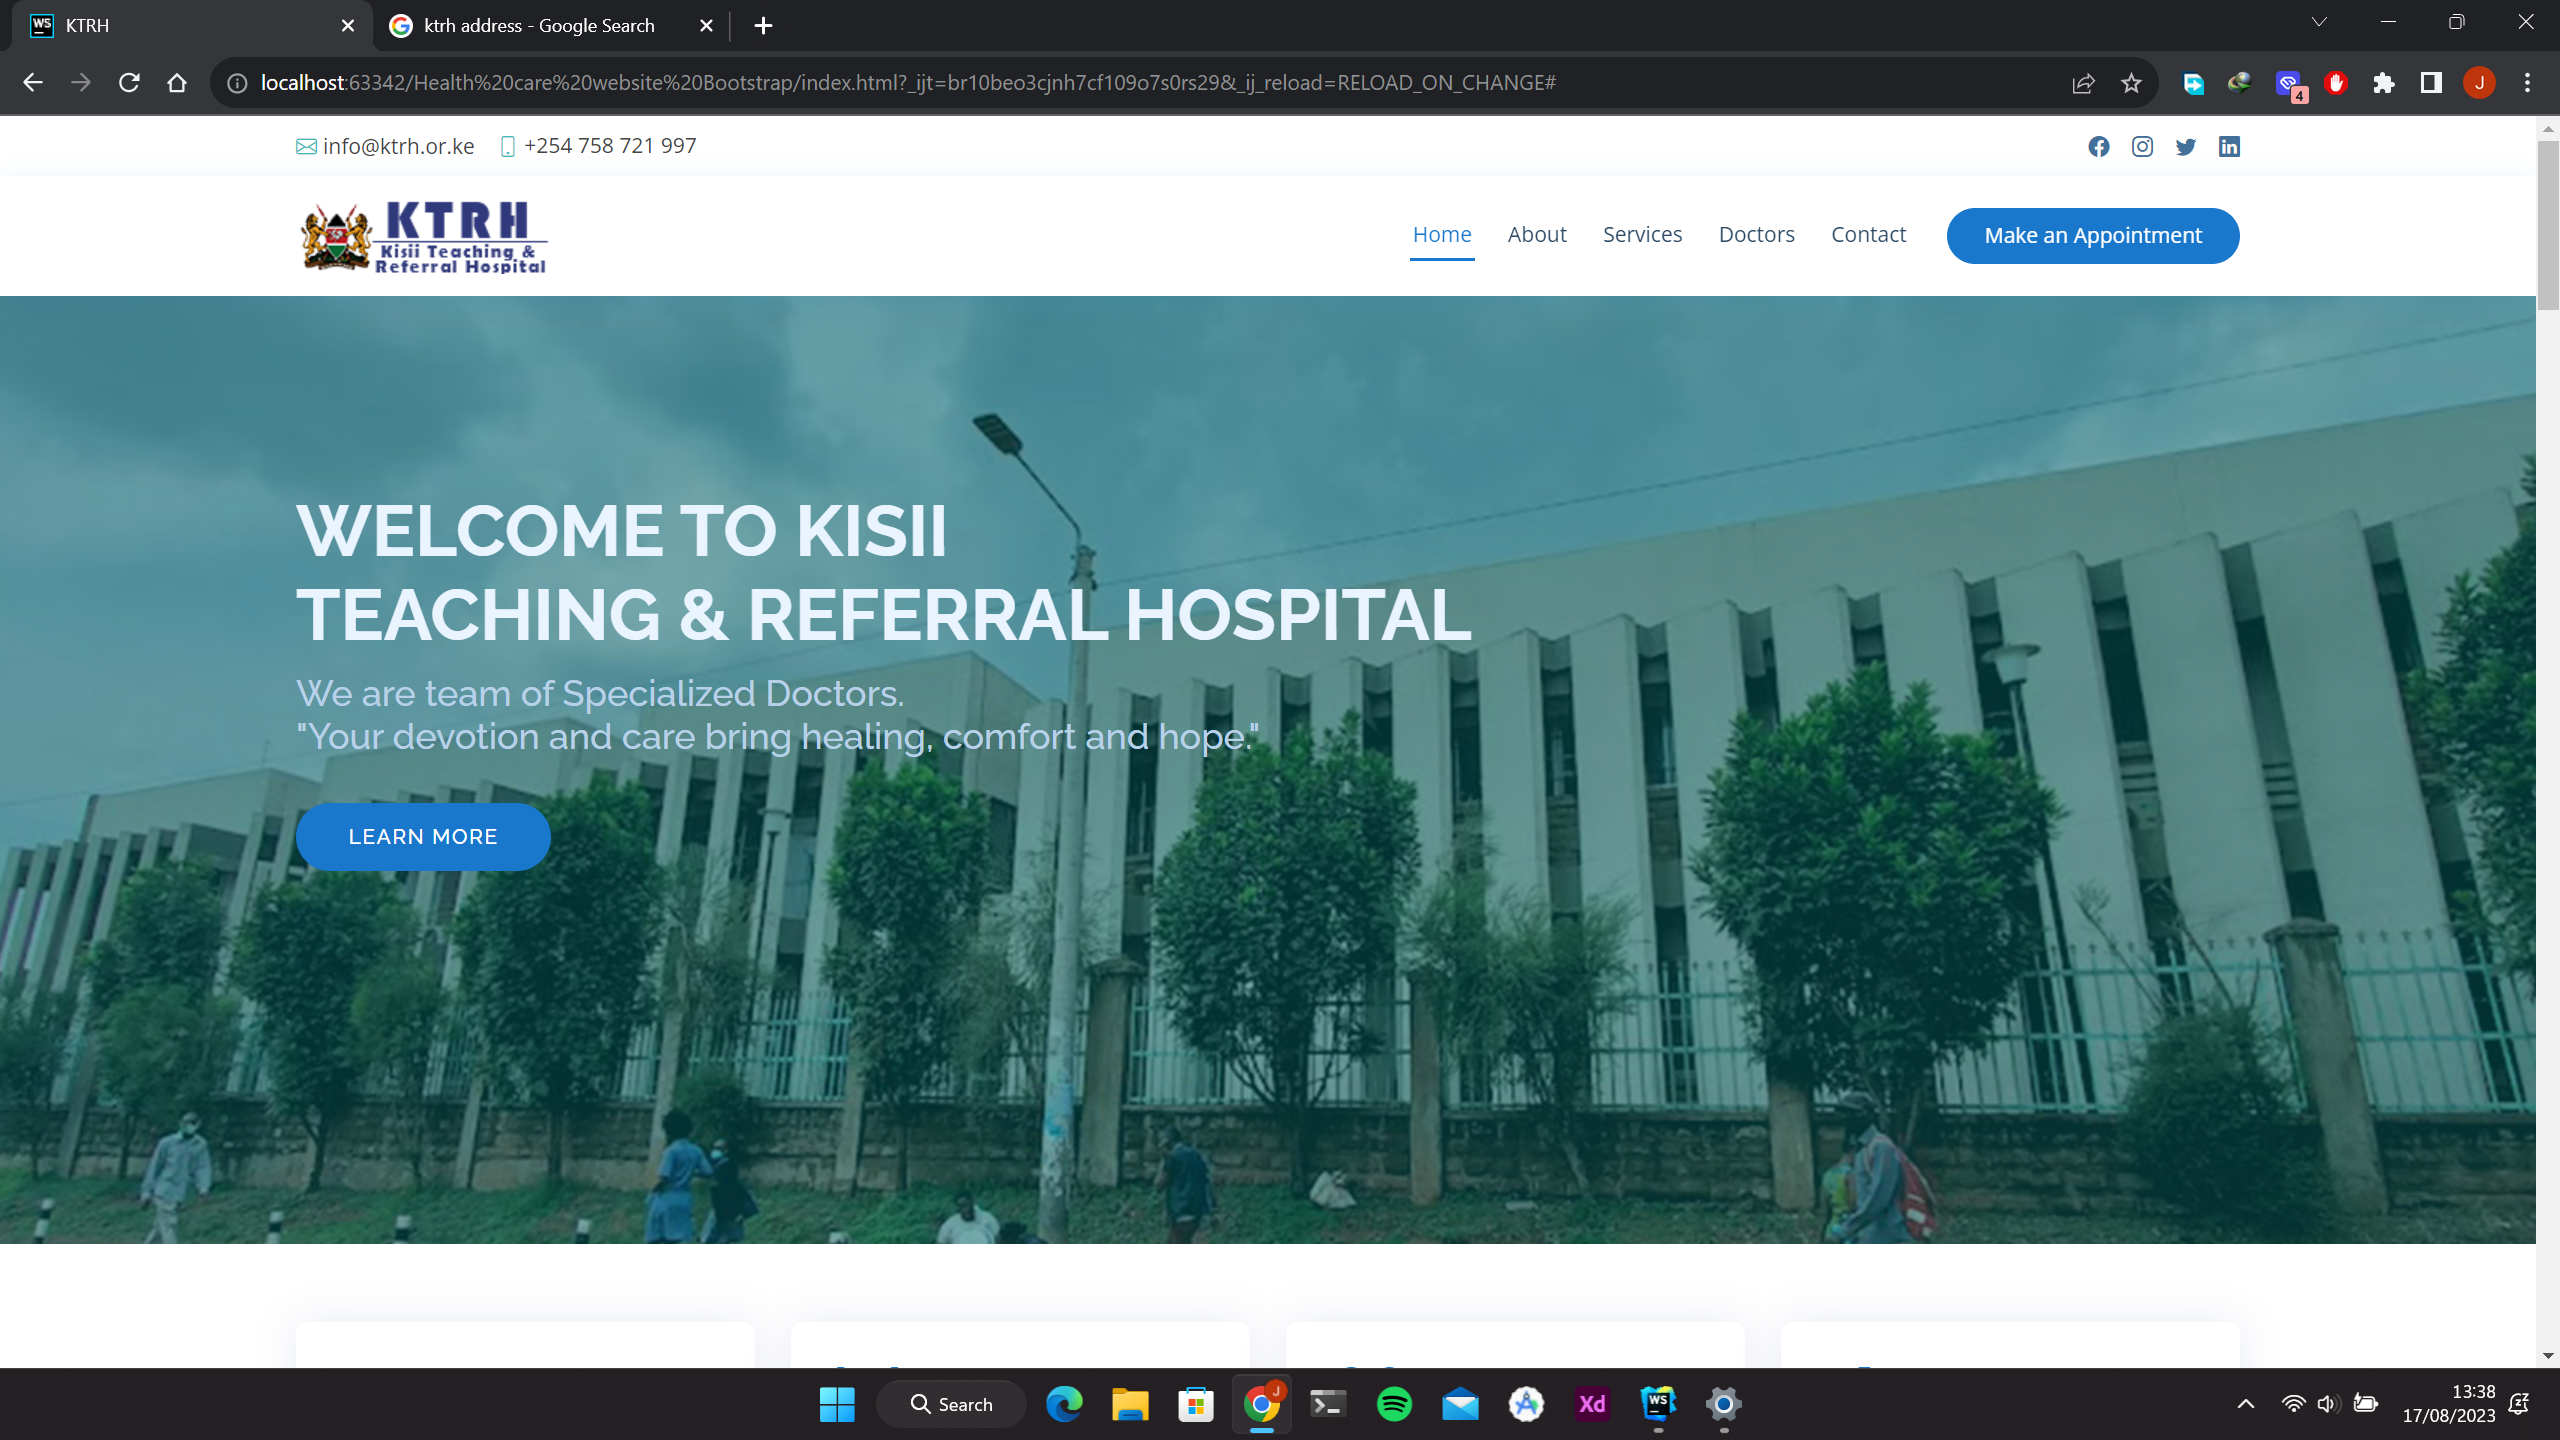 KTRH
ktrh address - Google Search
localhost:63342/Health%20care%20website%20Bootstrap/index.html?_ijt=br10beo3cjnh7cf109o7s0rs29&_ij_reload=RELOAD_ON_CHANGE#
4
J
info@ktrh.or.ke
+254 758 721 997
KTRH
Kisii Teaching &
Referral Hospital
Home
About
Services
Doctors
Contact
Make an Appointment
WELCOME TO KISII
TEACHING & REFERRAL HOSPITAL
We are team of Specialized Doctors.
"Your devotion and care bring healing, comfort and hope."
LEARN MORE
Search
J
Xd
WS
13:38
17/08/2023